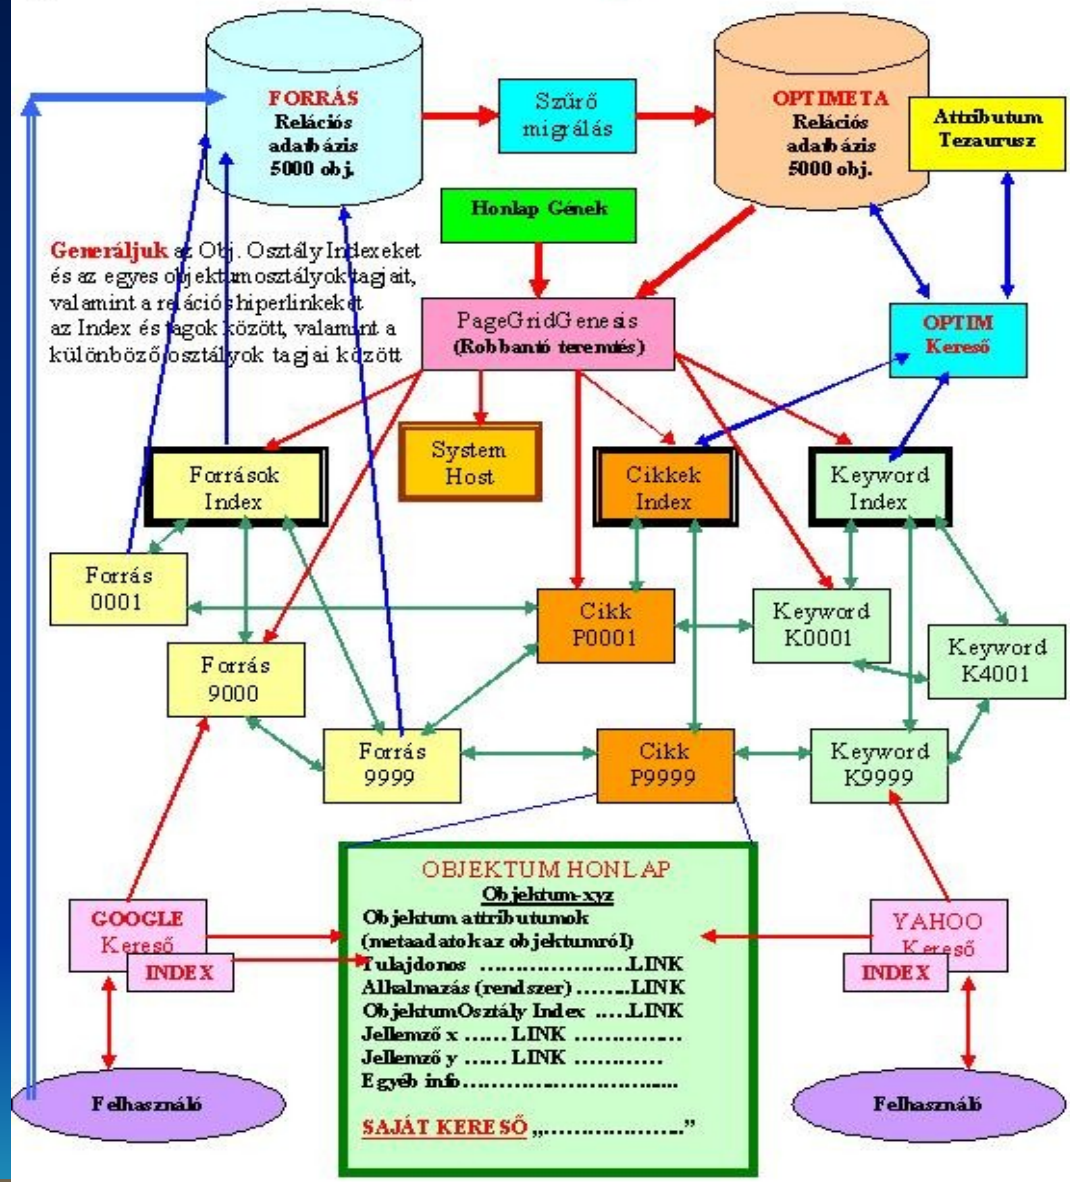 FORRÁS
Relációs
adatbázis
5000 obj.
Szűrő
migrálás
OPTIMETA
Relációs
adatbázis
5000 obj.
Attributum
Tezaurusz
Honlap Gének
Generáljuk az Obj. Osztály Indexeket
és az egyes objektumosztályok tagjait,
valamint a relációs hiperlinkeket
az Index és tagok között, valamint a
különböző osztályok tagjai között
PageGridGenesis
(Robbantó teremtés)
OPTIM
Kereső
Források
Index
System
Host
Cikkek
Index
Keyword
Index
Forrás
0001
Cikk
P0001
Keyword
K0001
Keyword
K4001
Forrás
9000
Forrás
9999
Cikk
P9999
Keyword
K9999
OBJEKTUM HONLAP
Objektum-xyz
Objektum attributumok
(metaadatok az objektumról)
Tulajdonos ........................LINK
Alkalmazás (rendszer) ........LINK
ObjektumOsztály Index .....LINK
Jellemző x ...... LINK ................
Jellemző y ...... LINK .............
Egyéb info................................
SAJÁT KERESŐ „.....................”
GOOGLE
Kereső
INDEX
YAHOO
Kereső
INDEX
Felhasználó
Felhasználó